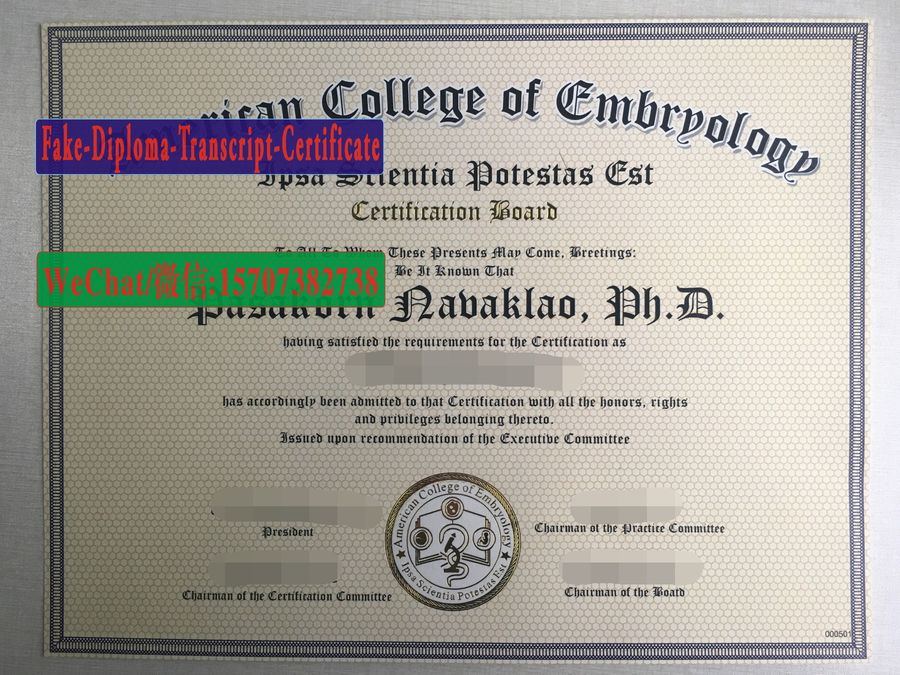 American College of Embryology
Fake-Diploma-Transcript-Certificate
Ipsa Scientia Potestas Est
Certification Board
To All To Whom These Presents May Come, Breetings:
WeChat/微信:15707382738
Be It Known That
Pasakorn Navaklao, Ph.D.
having satisfied the requirements for the Certification as
has accordingly been admitted to that Certification with all the honors, rights
and privileges belonging thereto.
Issued upon recommendation of the Executive Committee
President
Chairman of the Practice Committee
Chairman of the Certification Committee
Chairman of the Boatd
American College of Embryology
Ipsa Scientia Potestas Est
000501